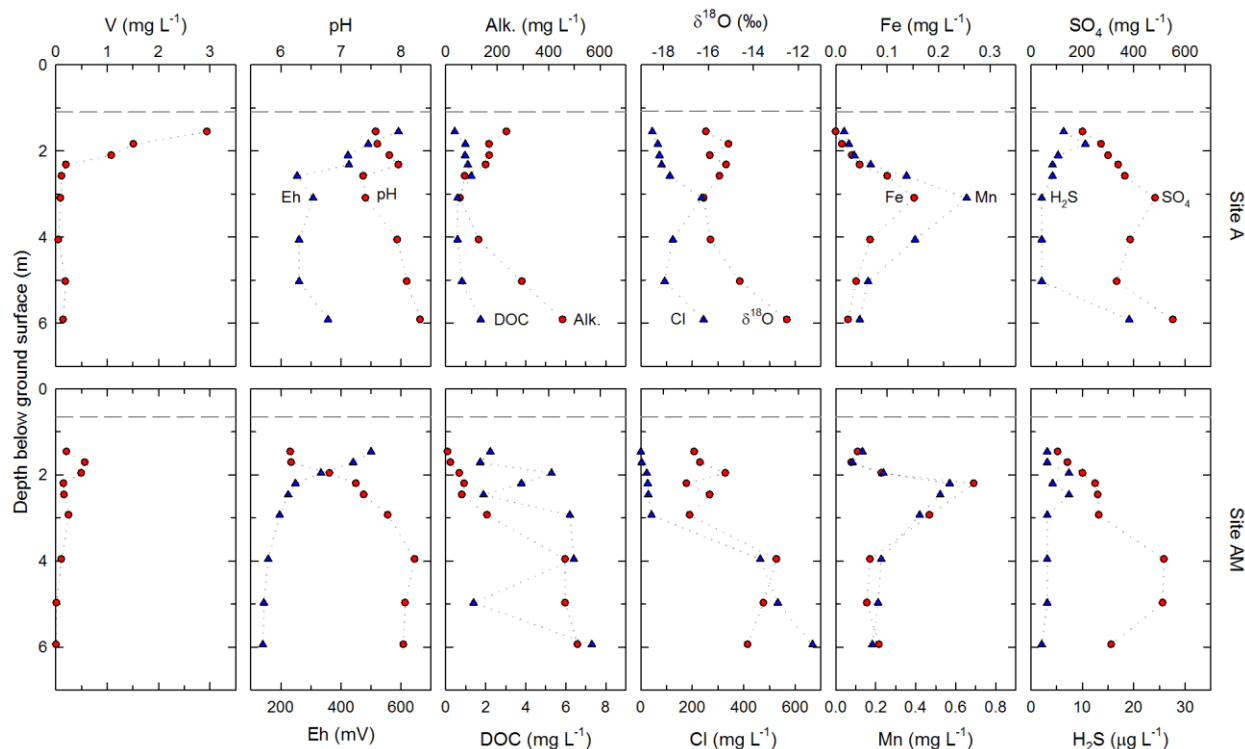 V (mg L⁻¹) pH Alk. (mg L⁻¹) δ¹⁸O (‰) Fe (mg L⁻¹) SO₄ (mg L⁻¹)
0 1 2 3 6 7 8 0 200 400 600 -18 -16 -14 -12 0.0 0.1 0.2 0.3 0 200 400 600
0
2
Eh pH Fe Mn H₂S SO₄
4
DOC Alk. Cl δ¹⁸O
6
Site A
Depth below ground surface (m)
0
2
4
6
Site AM
200 400 600 0 2 4 6 8 0 200 400 600 0.0 0.2 0.4 0.6 0.8 0 10 20 30
Eh (mV) DOC (mg L⁻¹) Cl (mg L⁻¹) Mn (mg L⁻¹) H₂S (μg L⁻¹)